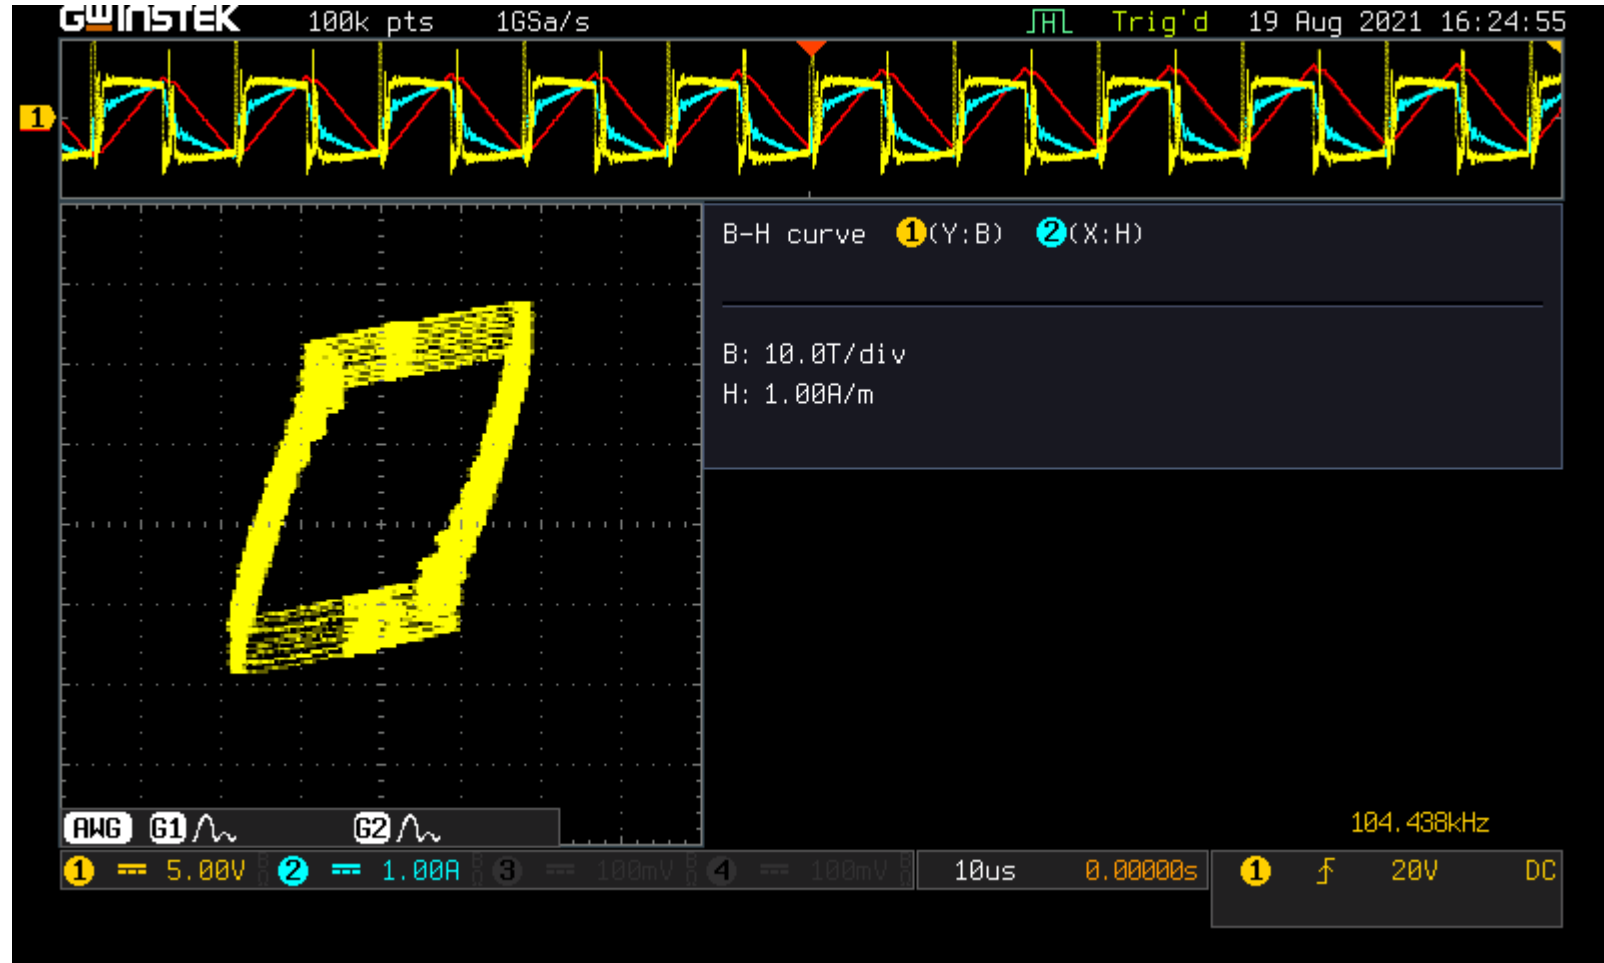 GWINSTEK 100k pts 1GSa/s H Trig'd 19 Aug 2021 16:24:55
1
B-H curve 1(Y:B) 2(X:H)
B: 10.0T/div
H: 1.00A/m
104.438kHz
AWG G1 G2
1 5.00V 2 1.00A 3 100mV 4 100mV 10us 0.00000s 1 20V DC